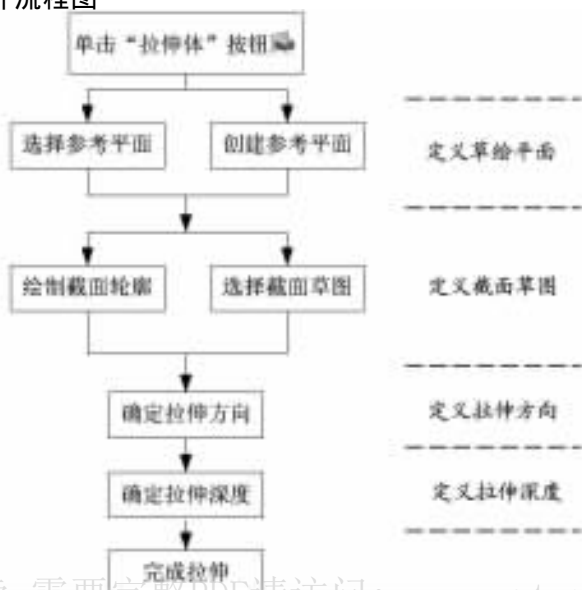 流程图
单击“拉伸体”按钮
选择参考平面 创建参考平面 定义草绘平面
绘制截面轮廓 选择截面草图 定义截面草图
确定拉伸方向 定义拉伸方向
确定拉伸深度 定义拉伸深度
完成拉伸